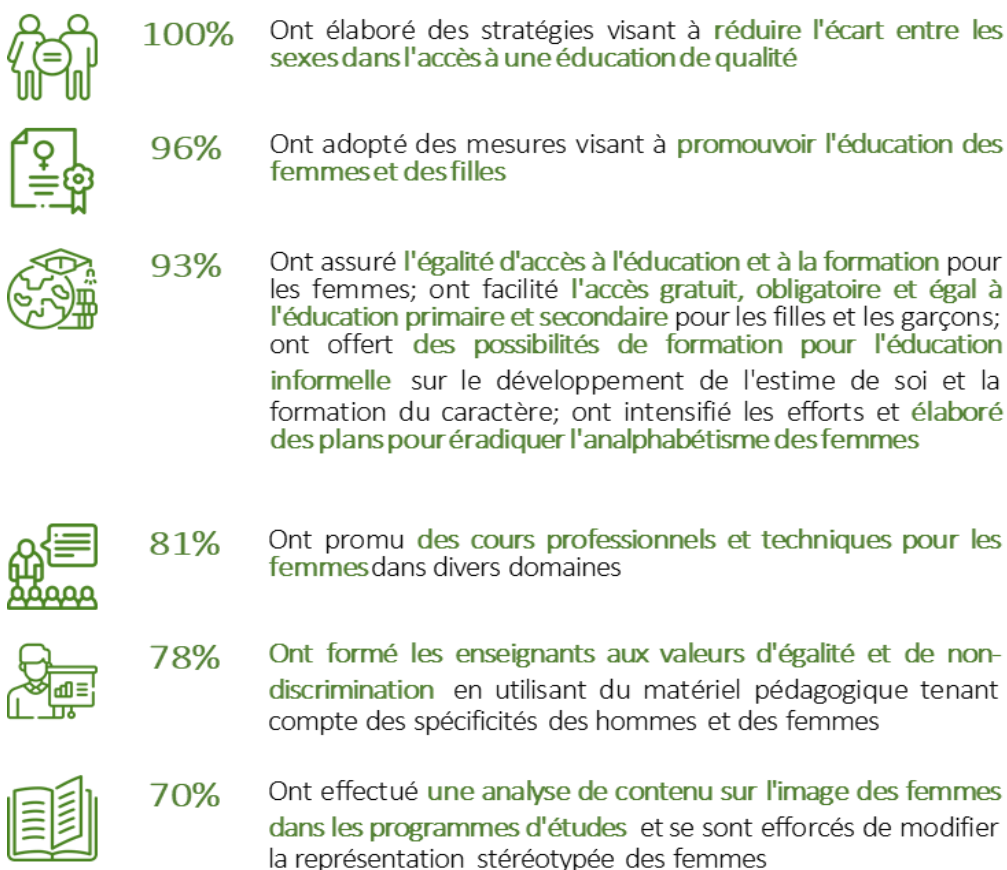 100% Ont élaboré des stratégies visant à réduire l'écart entre les
sexes dans l'accès à une éducation de qualité
96% Ont adopté des mesures visant à promouvoir l'éducation des
femmes et des filles
93% Ont assuré l'égalité d'accès à l'éducation et à la formation pour
les femmes; ont facilité l'accès gratuit, obligatoire et égal à
l'éducation primaire et secondaire pour les filles et les garçons;
ont offert des possibilités de formation pour l'éducation
informelle sur le développement de l'estime de soi et la
formation du caractère; ont intensifié les efforts et élaboré
des plans pour éradiquer l'analphabétisme des femmes
81% Ont promu des cours professionnels et techniques pour les
femmes dans divers domaines
78% Ont formé les enseignants aux valeurs d'égalité et de non-
discrimination en utilisant du matériel pédagogique tenant
compte des spécificités des hommes et des femmes
70% Ont effectué une analyse de contenu sur l'image des femmes
dans les programmes d'études et se sont efforcés de modifier
la représentation stéréotypée des femmes